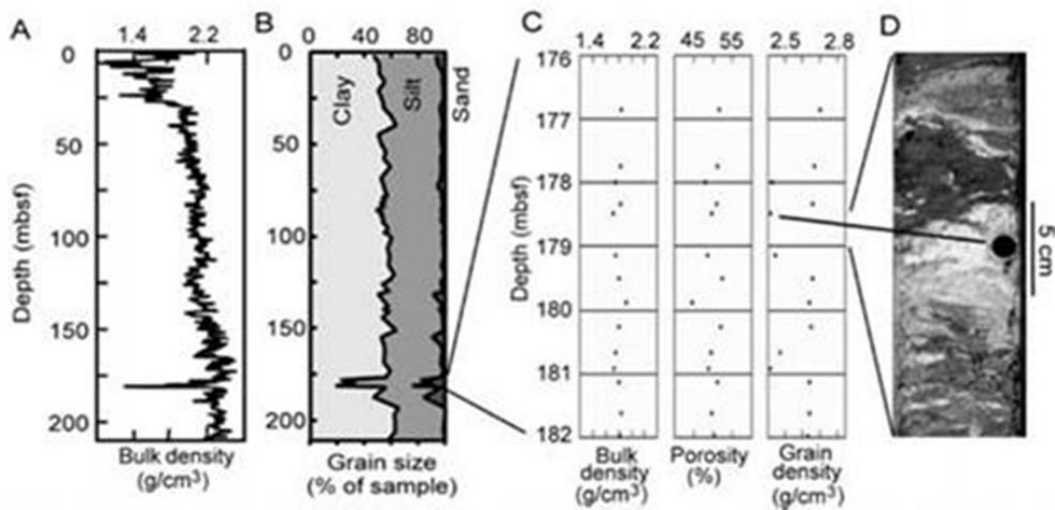 A
1.4 2.2
0
50
100
150
200
Depth (mbsf)
Bulk density
(g/cm³)
B
0 40 80
0
50
100
150
200
Clay
Silt
Sand
Grain size
(% of sample)
C
1.4 2.2
45 55
2.5 2.8
176
177
178
179
180
181
182
Depth (mbsf)
Bulk
density
(g/cm³)
Porosity
(%)
Grain
density
(g/cm³)
D
5 cm